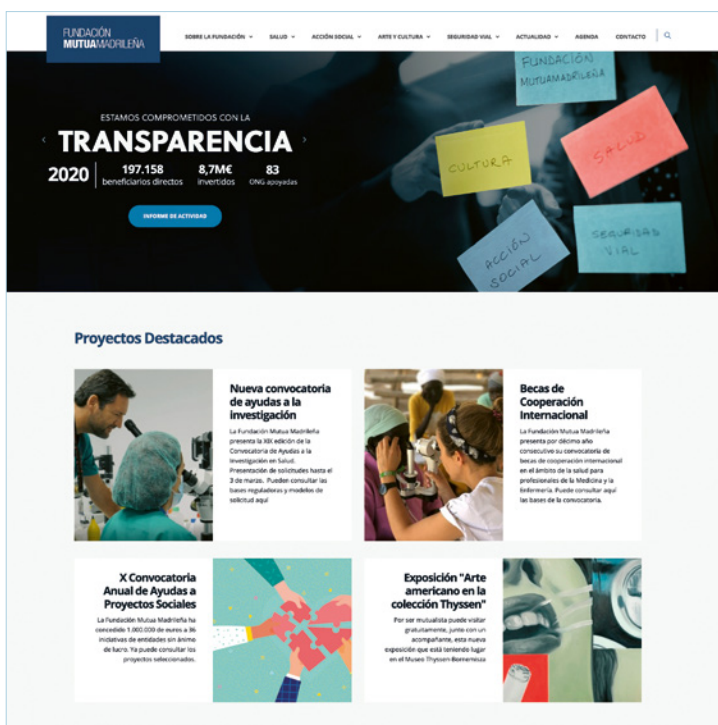 FUNDACIÓN
MUTUAMADRILEÑA
SOBRE LA FUNDACIÓN SALUD ACCIÓN SOCIAL ARTE Y CULTURA SEGURIDAD VIAL ACTUALIDAD AGENDA CONTACTO
ESTAMOS COMPROMETIDOS CON LA
TRANSPARENCIA
2020
197.158
beneficiarios directos
8,7M€
invertidos
83
ONG apoyadas
INFORME DE ACTIVIDAD
FUNDACIÓN
MUTUAMADRILEÑA
CULTURA
SALUD
ACCIÓN
SOCIAL
SEGURIDAD
VIAL
Proyectos Destacados
Nueva convocatoria
de ayudas a la
investigación
La Fundación Mutua Madrileña
presenta la XIX edición de la
Convocatoria de Ayudas a la
Investigación en Salud.
Presentación de solicitudes hasta el
3 de marzo. Pueden consultar las
bases reguladoras y modelos de
solicitud aquí
Becas de
Cooperación
Internacional
La Fundación Mutua Madrileña
presenta por décimo año
consecutivo su convocatoria de
becas de cooperación internacional
en el ámbito de la salud para
profesionales de la Medicina y la
Enfermería. Puede consultar aquí
las bases de la convocatoria.
X Convocatoria
Anual de Ayudas a
Proyectos Sociales
La Fundación Mutua Madrileña ha
concedido 1.000.000 de euros a 36
iniciativas de entidades sin ánimo
de lucro. Ya puede consultar los
proyectos seleccionados.
Exposición "Arte
americano en la
colección Thyssen"
Por ser mutualista puede visitar
gratuitamente, junto con un
acompañante, esta nueva
exposición que está teniendo lugar
en el Museo Thyssen-Bornemisza